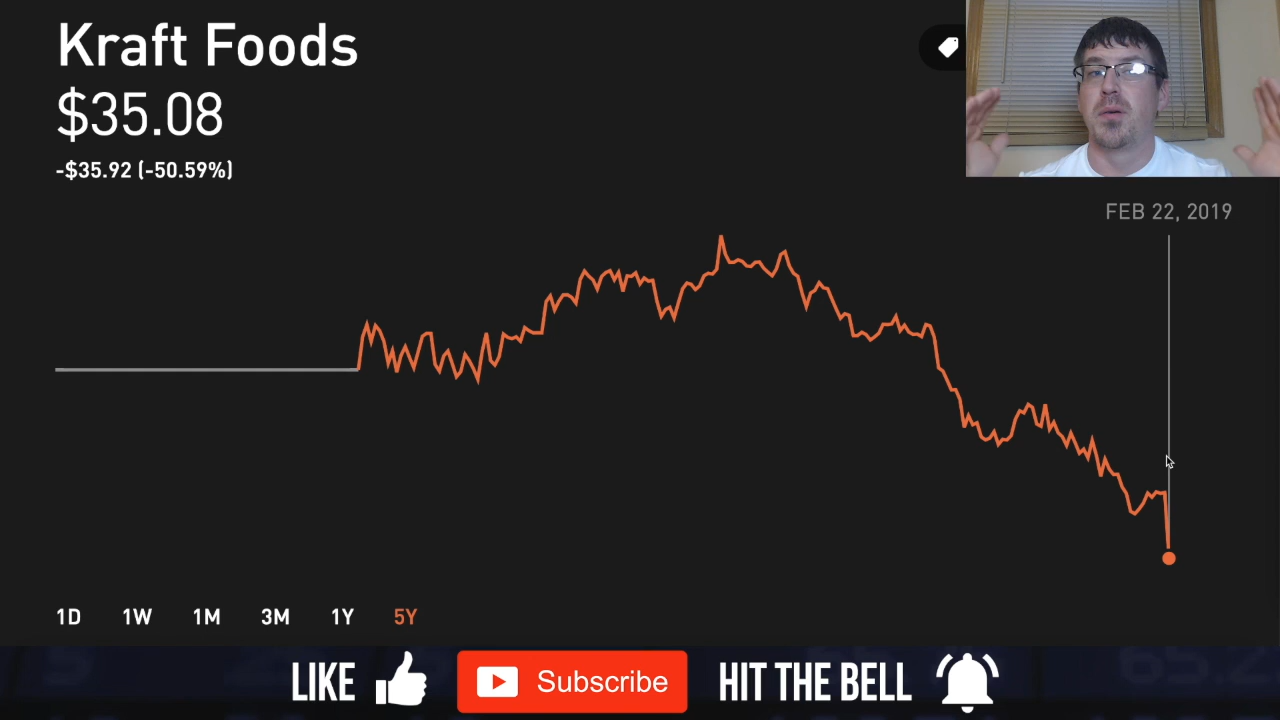 Kraft Foods
$35.08
-$35.92 (-50.59%)
FEB 22, 2019
1D 1W 1M 3M 1Y 5Y
LIKE Subscribe HIT THE BELL